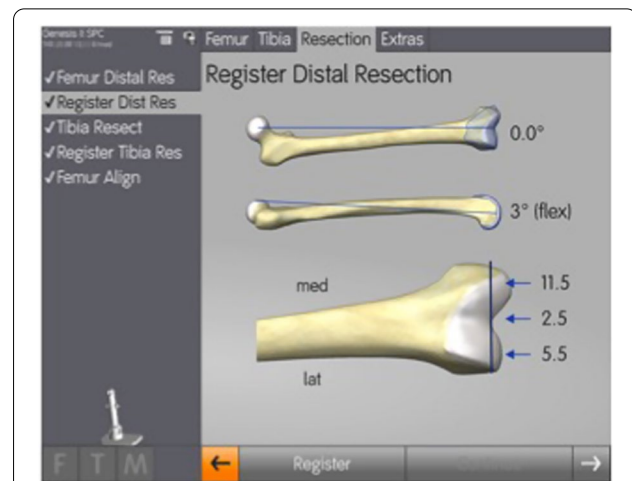 Genesis II SPC
Femur Tibia Resection Extras
✓Femur Distal Res
✓Register Dist Res
✓Tibia Resect
✓Register Tibia Res
✓Femur Align
Register Distal Resection
0.0°
3° (flex)
med
11.5
2.5
5.5
lat
F T M
← Register →